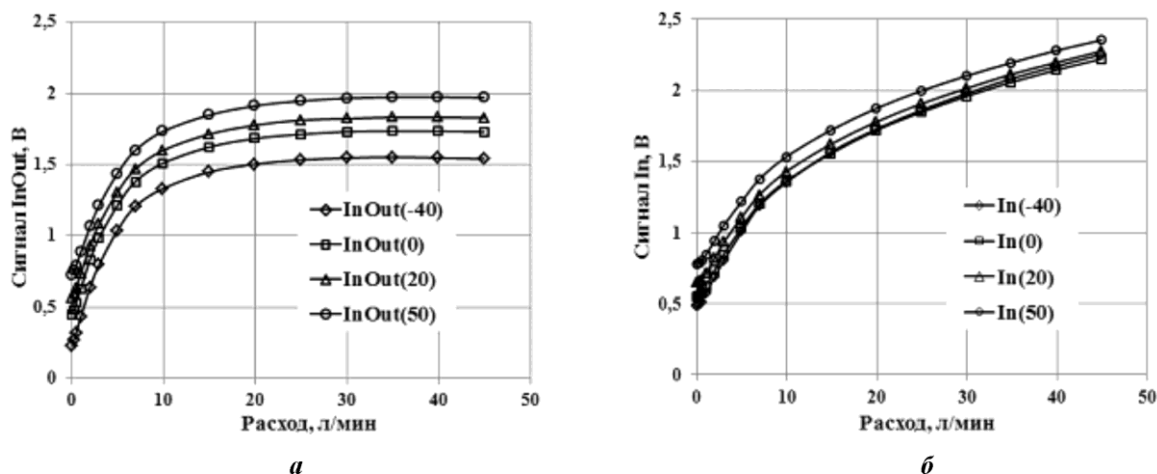 2,5
2
1,5
1
0,5
0
Сигнал InOut, В
InOut(-40)
InOut(0)
InOut(20)
InOut(50)
0 10 20 30 40 50
Расход, л/мин
а
2,5
2
1,5
1
0,5
0
Сигнал In, В
In(-40)
In(0)
In(20)
In(50)
0 10 20 30 40 50
Расход, л/мин
б